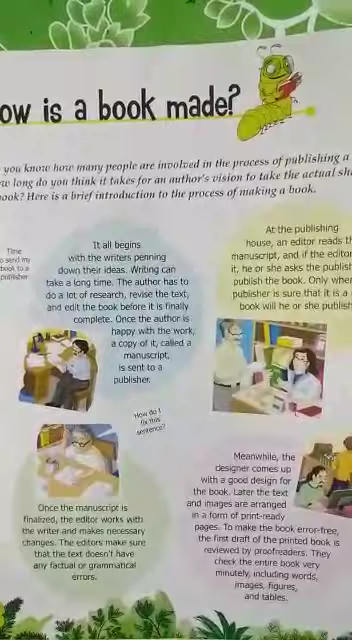 ow is a book made?
you know how many people are involved in the process of publishing a
w long do you think it takes for an author's vision to take the actual sha
ook? Here is a brief introduction to the process of making a book.
Time
o send my
book to a
publisher
It all begins
with the writers penning
down their ideas. Writing can
take a long time. The author has to
do a lot of research, revise the text,
and edit the book before it is finally
complete. Once the author is
happy with the work,
a copy of it, called a
manuscript,
is sent to a
publisher.
At the publishing
house, an editor reads th
manuscript, and if the editor
it, he or she asks the publish
publish the book. Only when
publisher is sure that it is a
book will he or she publish
How do I
fix this
sentence?
Once the manuscript is
finalized, the editor works with
the writer and makes necessary
changes. The editors make sure
that the text doesn't have
any factual or grammatical
errors.
Meanwhile, the
designer comes up
with a good design for
the book. Later the text
and images are arranged
in a form of print-ready
pages. To make the book error-free,
the first draft of the printed book is
reviewed by proofreaders. They
check the entire book very
minutely, including words,
images, figures,
and tables.